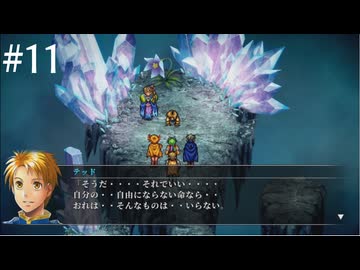 #11
テッド
「そうだ・・・・それでいい・・・・
自分の・・自由にならない命なら・・
おれは・・そんなものは・・いらない。